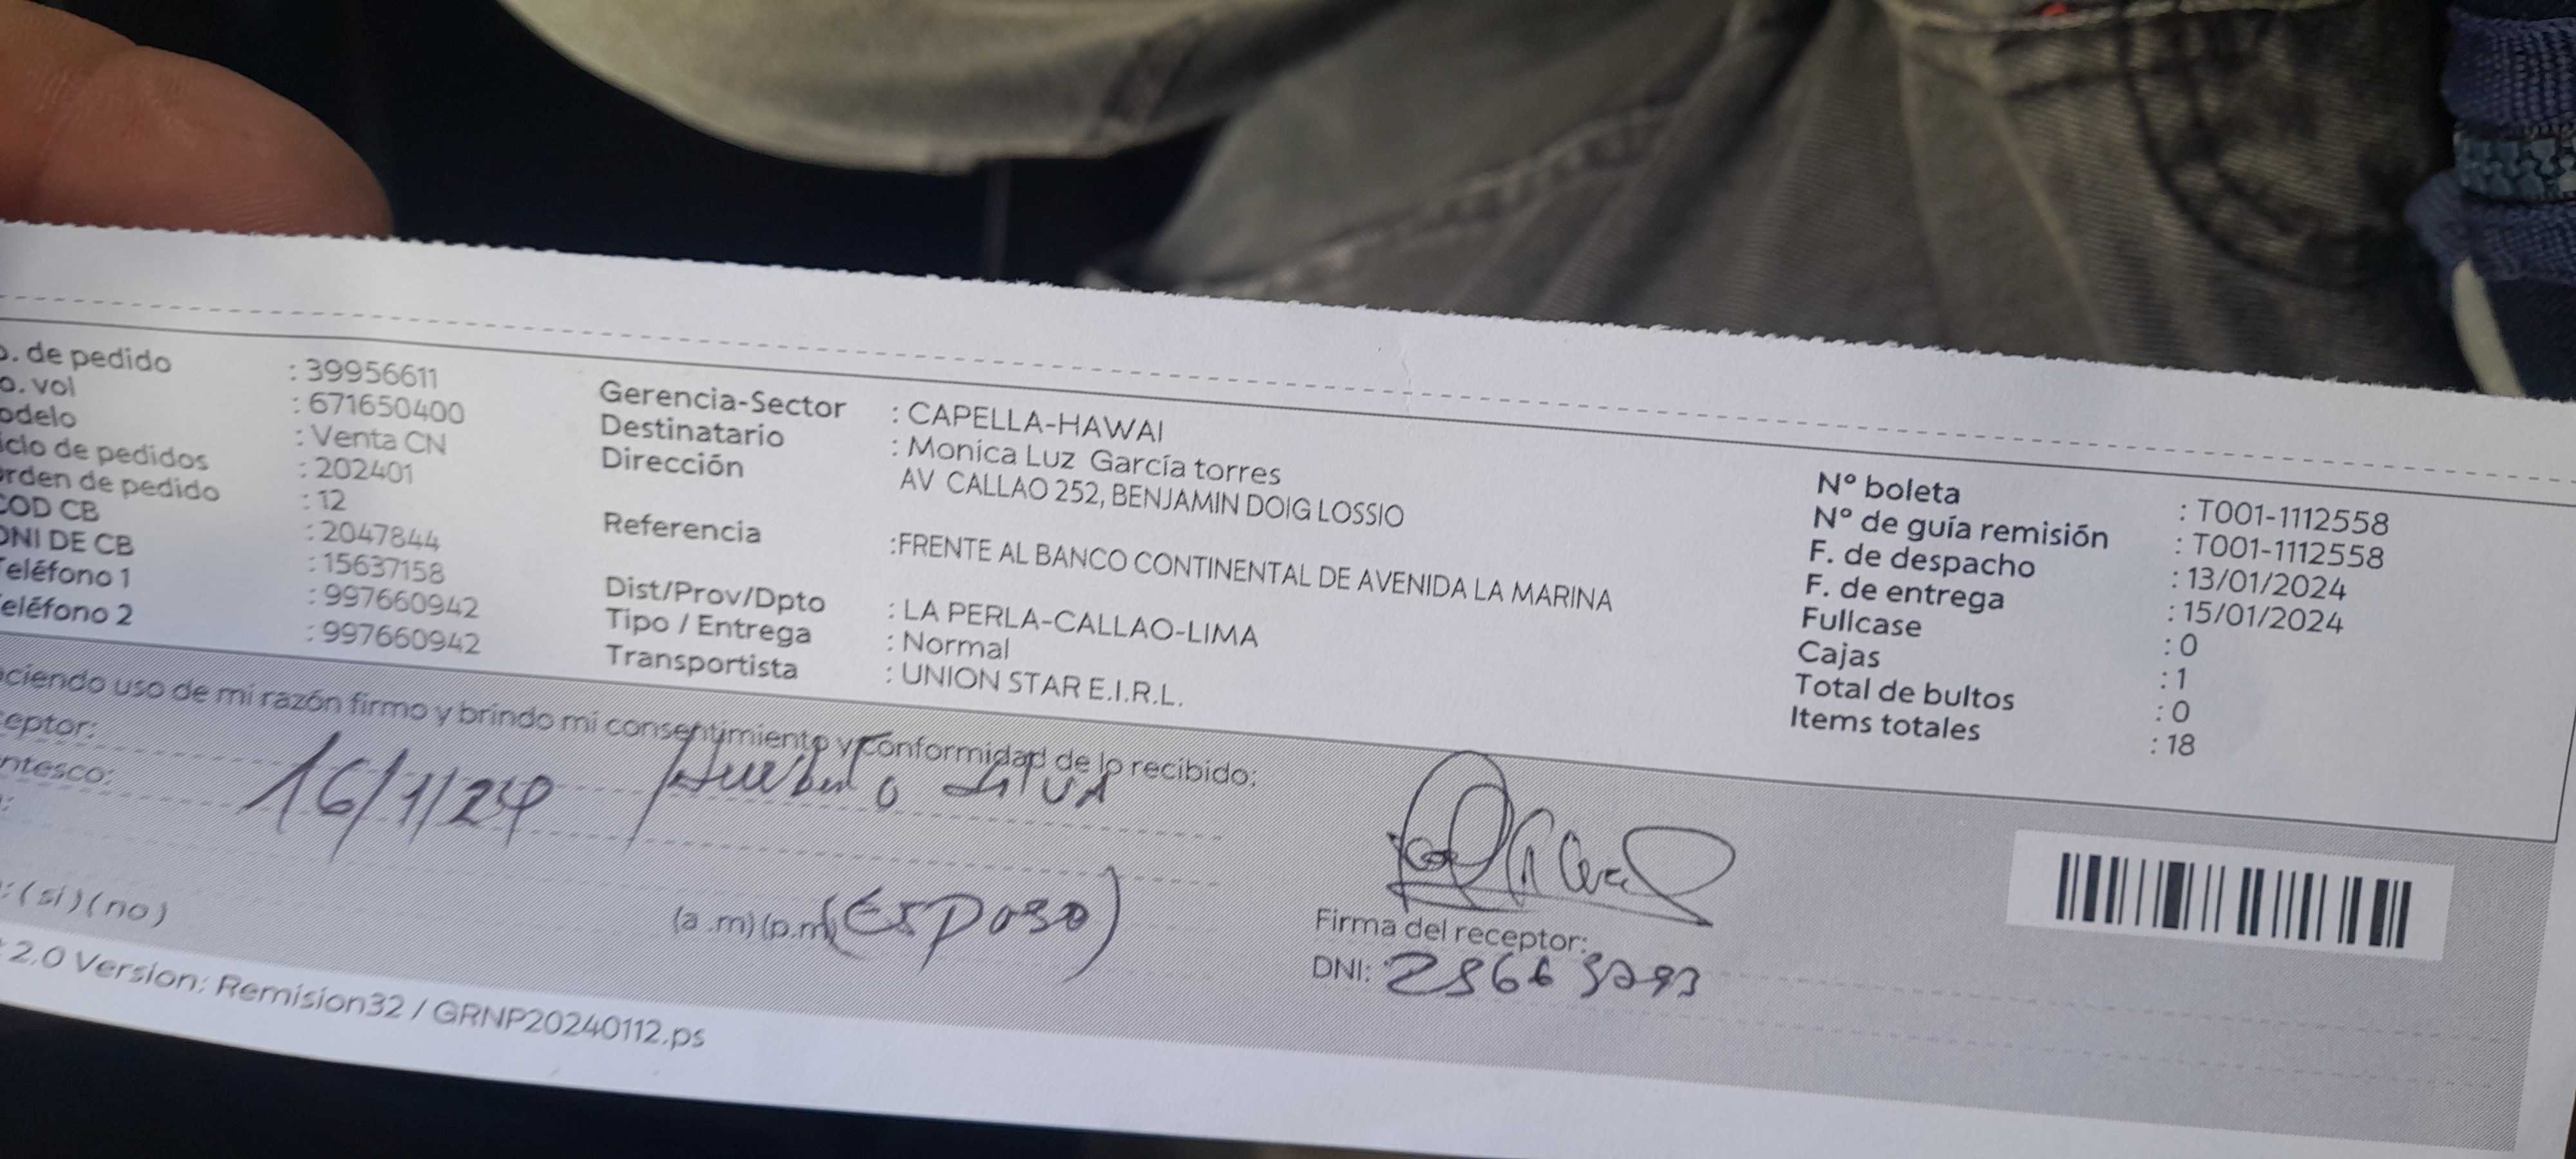 o. de pedido : 39956611
o. vol : 671650400
odelo : Venta CN
iclo de pedidos : 202401
orden de pedido : 12
COD CB : 2047844
DNI DE CB : 15637158
Teléfono 1 : 997660942
eléfono 2 : 997660942
Gerencia-Sector : CAPELLA-HAWAI
Destinatario : Monica Luz García torres
Dirección AV CALLAO 252, BENJAMIN DOIG LOSSIO
Referencia :FRENTE AL BANCO CONTINENTAL DE AVENIDA LA MARINA
Dist/Prov/Dpto : LA PERLA-CALLAO-LIMA
Tipo / Entrega : Normal
Transportista : UNION STAR E.I.R.L.
Nº boleta : T001-1112558
Nº de guía remisión : T001-1112558
F. de despacho : 13/01/2024
F. de entrega : 15/01/2024
Fullcase : 0
Cajas : 1
Total de bultos : 0
Items totales : 18
aciendo uso de mi razón firmo y brindo mi consentimiento y conformidad de lo recibido:
ceptor:
ntesco:
16/1/24
: (si) (no)
(a.m) (p.m) (Esposo)
Firma del receptor:
DNI:
2.0 Version: Remision32 / GRNP20240112.ps